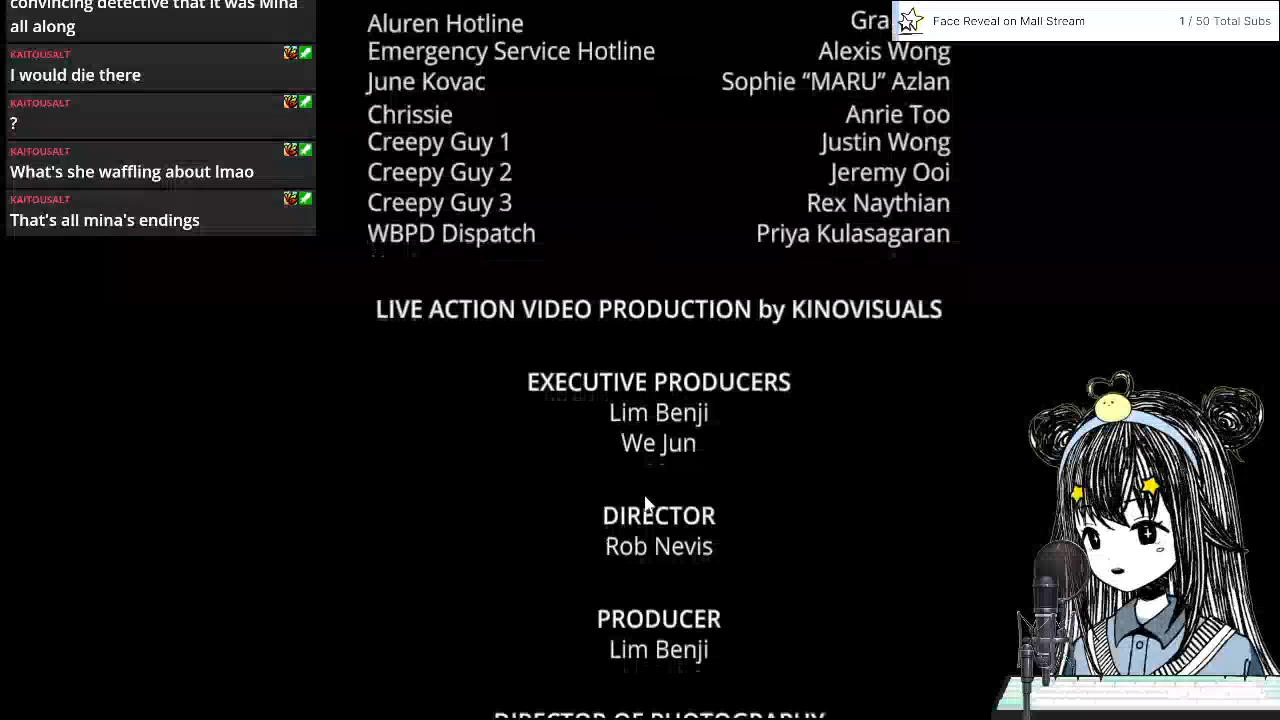 convincing detective that it was Mina
all along
KAITOUSALT
I would die there
KAITOUSALT
?
KAITOUSALT
What's she waffling about lmao
KAITOUSALT
That's all mina's endings
Face Reveal on Mall Stream 1 / 50 Total Subs
Aluren Hotline
Emergency Service Hotline Alexis Wong
June Kovac Sophie “MARU” Azlan
Chrissie Anrie Too
Creepy Guy 1 Justin Wong
Creepy Guy 2 Jeremy Ooi
Creepy Guy 3 Rex Naythian
WBPD Dispatch Priya Kulasagaran
LIVE ACTION VIDEO PRODUCTION by KINOVISUALS
EXECUTIVE PRODUCERS
Lim Benji
We Jun
DIRECTOR
Rob Nevis
PRODUCER
Lim Benji
DIRECTOR OF PHOTOGRAPHY